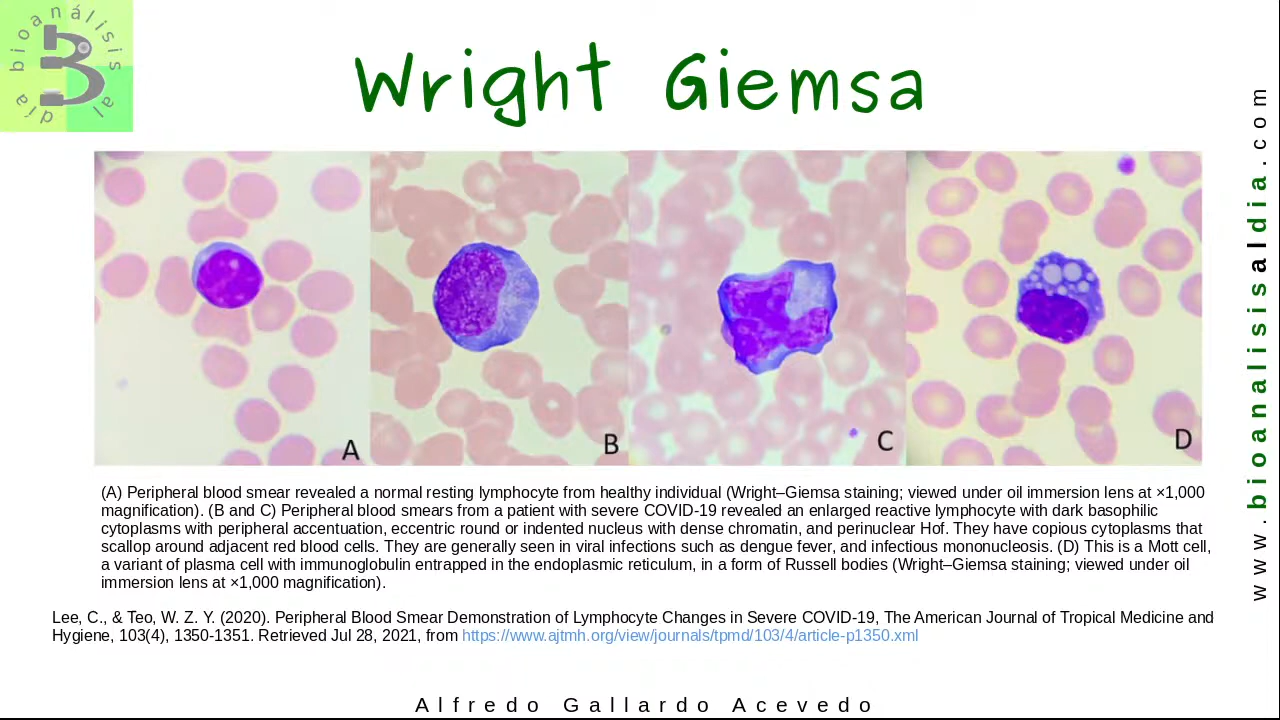 bioanálisis al día
Wright Giemsa
A
B
C
D
(A) Peripheral blood smear revealed a normal resting lymphocyte from healthy individual (Wright–Giemsa staining; viewed under oil immersion lens at ×1,000
magnification). (B and C) Peripheral blood smears from a patient with severe COVID-19 revealed an enlarged reactive lymphocyte with dark basophilic
cytoplasms with peripheral accentuation, eccentric round or indented nucleus with dense chromatin, and perinuclear Hof. They have copious cytoplasms that
scallop around adjacent red blood cells. They are generally seen in viral infections such as dengue fever, and infectious mononucleosis. (D) This is a Mott cell,
a variant of plasma cell with immunoglobulin entrapped in the endoplasmic reticulum, in a form of Russell bodies (Wright–Giemsa staining; viewed under oil
immersion lens at ×1,000 magnification).
Lee, C., & Teo, W. Z. Y. (2020). Peripheral Blood Smear Demonstration of Lymphocyte Changes in Severe COVID-19, The American Journal of Tropical Medicine and
Hygiene, 103(4), 1350-1351. Retrieved Jul 28, 2021, from https://www.ajtmh.org/view/journals/tpmd/103/4/article-p1350.xml
Alfredo Gallardo Acevedo
www.bioanalisisaldia.com